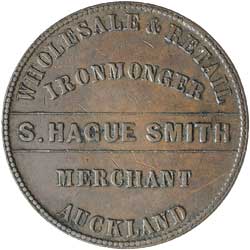 WHOLESALE & RETAIL
IRONMONGER
S. HAGUE SMITH
MERCHANT
AUCKLAND